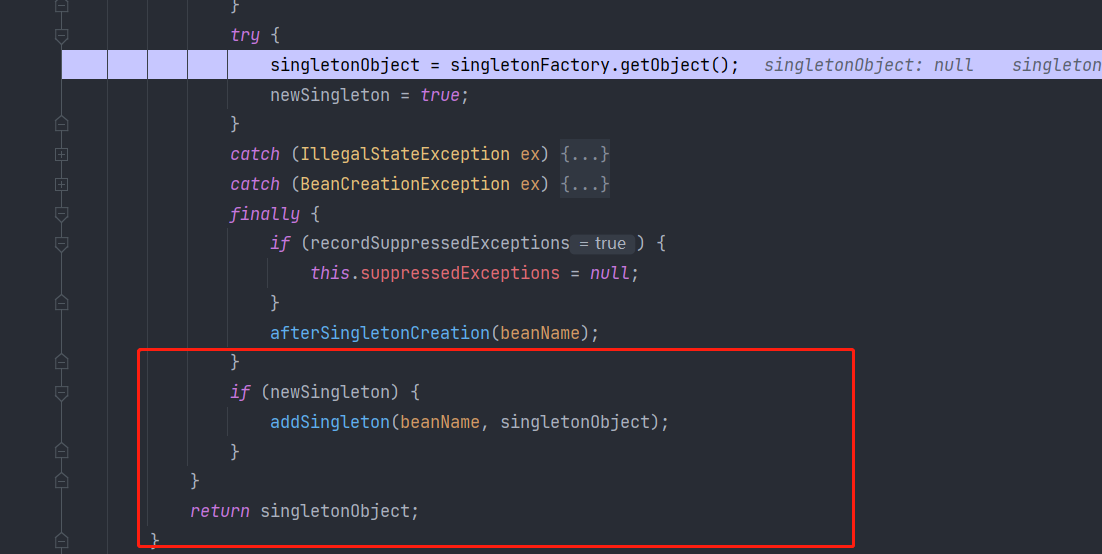 }
try {
singletonObject = singletonFactory.getObject(); singletonObject: null singleton
newSingleton = true;
}
catch (IllegalStateException ex) {...}
catch (BeanCreationException ex) {...}
finally {
if (recordSuppressedExceptions = true ) {
this.suppressedExceptions = null;
}
afterSingletonCreation(beanName);
}
if (newSingleton) {
addSingleton(beanName, singletonObject);
}
}
return singletonObject;
}